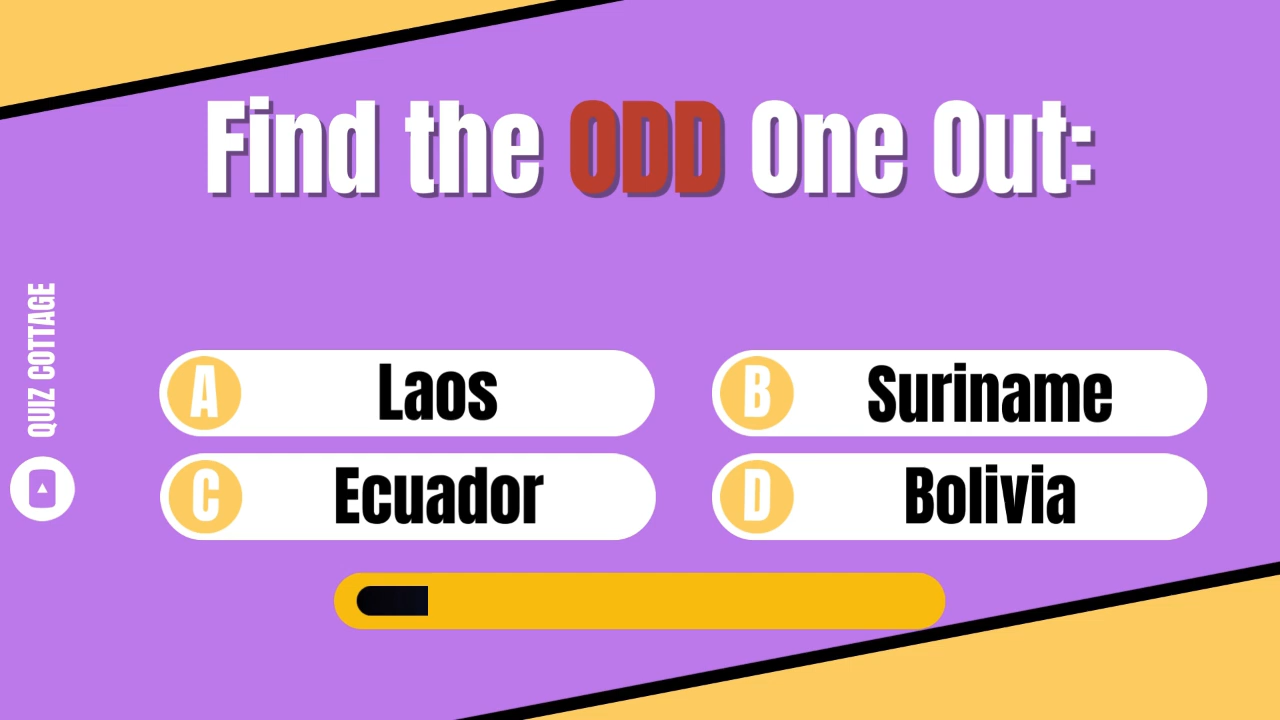 Find the ODD One Out:
QUIZ COTTAGE
A Laos
B Suriname
C Ecuador
D Bolivia